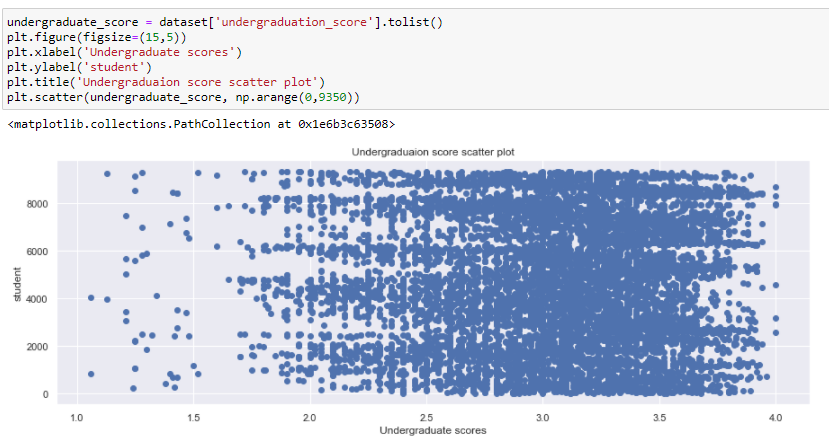 undergraduate_score = dataset['undergraduation_score'].tolist()
plt.figure(figsize=(15,5))
plt.xlabel('Undergraduate scores')
plt.ylabel('student')
plt.title('Undergraduaion score scatter plot')
plt.scatter(undergraduate_score, np.arange(0,9350))
<matplotlib.collections.PathCollection at 0x1e6b3c63508>
Undergraduaion score scatter plot
8000
6000
4000
2000
0
student
1.0 1.5 2.0 2.5 3.0 3.5 4.0
Undergraduate scores